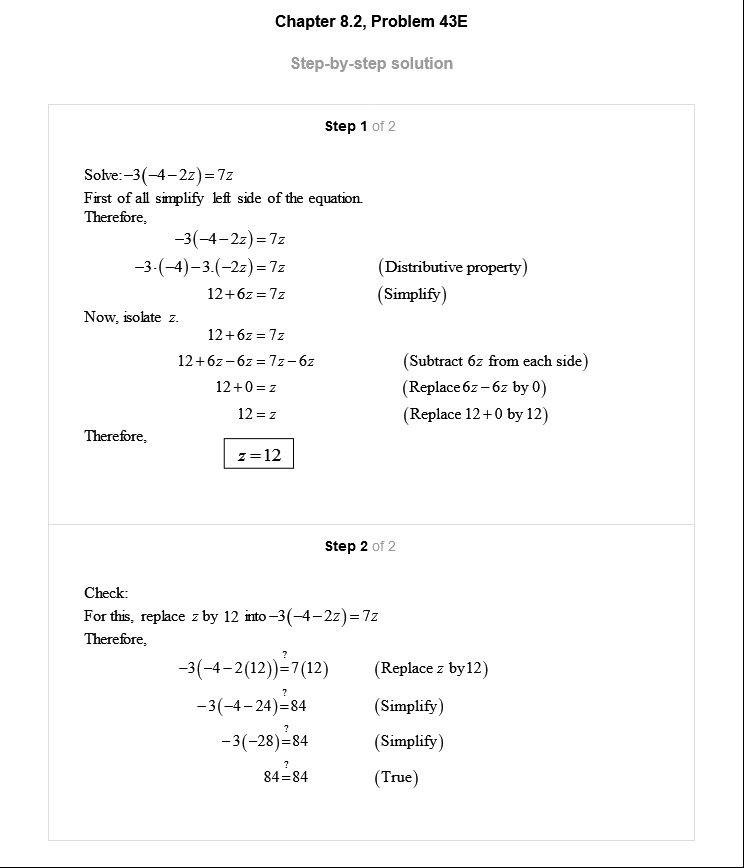 Chapter 8.2, Problem 43E
Step-by-step solution
Step 1 of 2
Solve:−3(−4−2z)=7z
First of all simplify left side of the equation.
Therefore,
−3(−4−2z)=7z
−3·(−4)−3.(−2z)=7z (Distributive property)
12+6z=7z (Simplify)
Now, isolate z.
12+6z=7z
12+6z−6z=7z−6z (Subtract 6z from each side)
12+0=z (Replace 6z−6z by 0)
12=z (Replace 12+0 by 12)
Therefore,
z=12
Step 2 of 2
Check:
For this, replace z by 12 into −3(−4−2z)=7z
Therefore,
−3(−4−2(12))≟7(12) (Replace z by 12)
−3(−4−24)≟84 (Simplify)
−3(−28)≟84 (Simplify)
84≟84 (True)